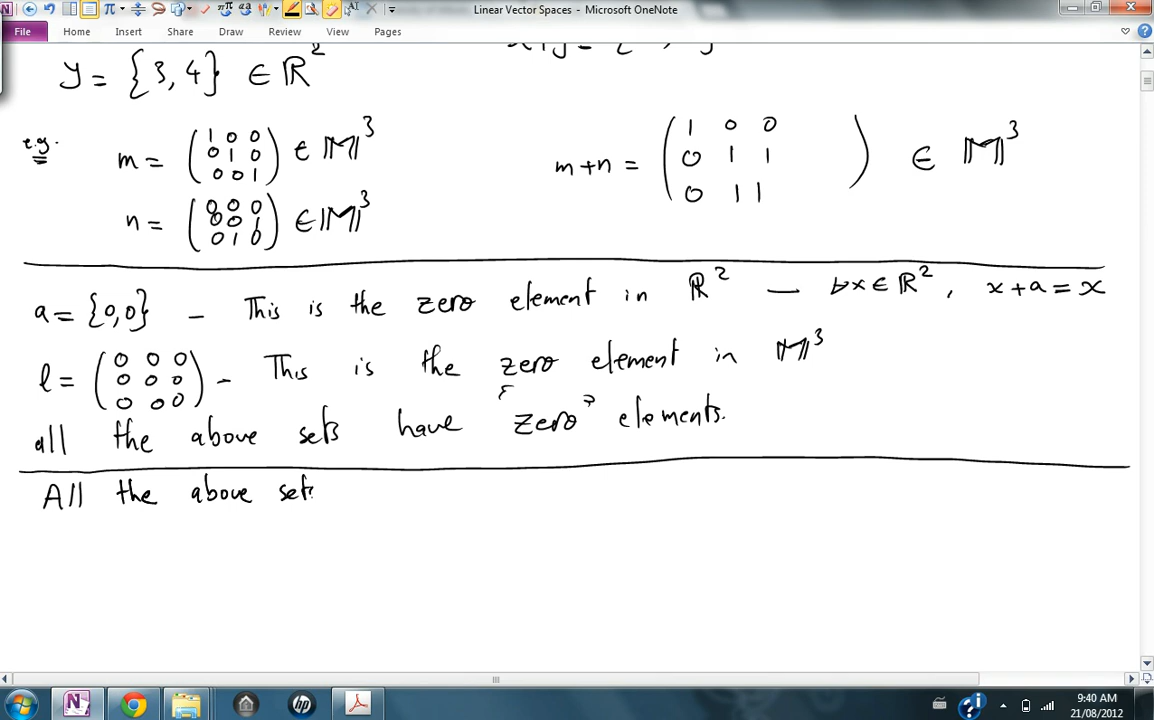 Linear Vector Spaces - Microsoft OneNote
File Home Insert Share Draw Review View Pages
y = {3, 4} ∈ ℝ²
e.g. m = (1 0 0
0 1 0
0 0 1) ∈ 𝕄³
n = (0 0 0
0 0 1
0 1 0) ∈ 𝕄³
m + n = (1 0 0
0 1 1
0 1 1) ∈ 𝕄³
a = {0,0} - This is the zero element in ℝ² — ∀x ∈ ℝ², x + a = x
l = (0 0 0
0 0 0
0 0 0) - This is the zero element in 𝕄³
all the above sets have "zero" elements.
All the above set
9:40 AM
21/08/2012